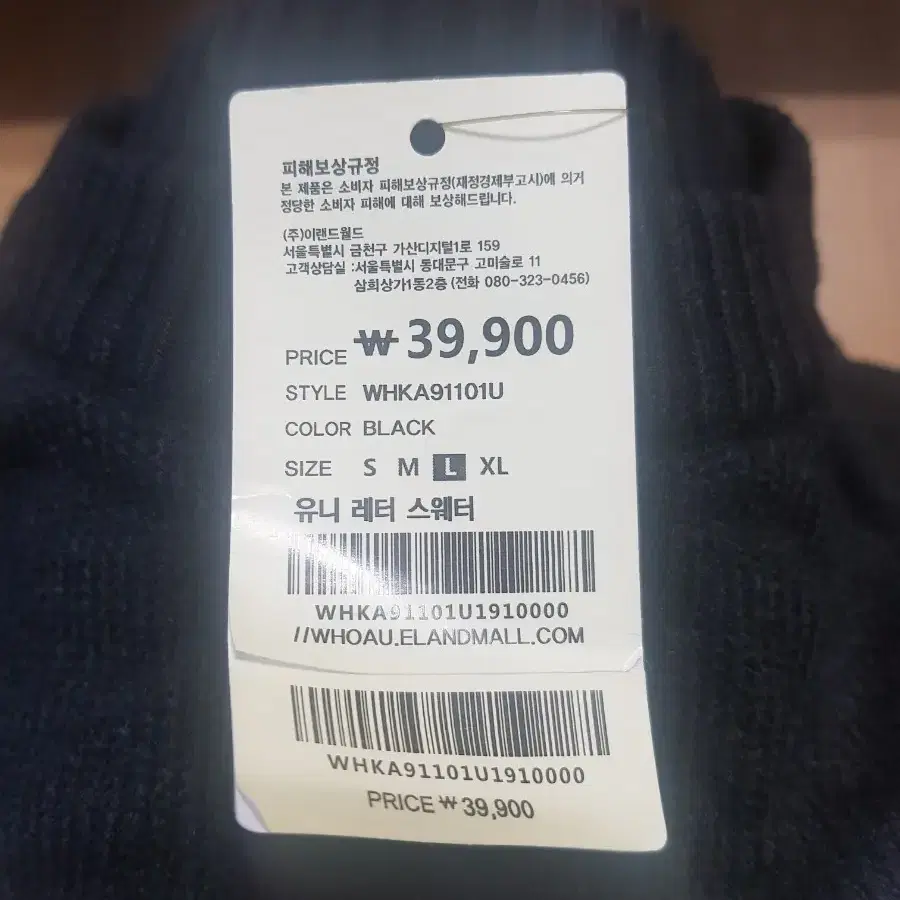 피해보상규정
본 제품은 소비자 피해보상규정(재정경제부고시)에 의거
정당한 소비자 피해에 대해 보상해드립니다.
(주)이랜드월드
서울특별시 금천구 가산디지털1로 159
고객상담실 :서울특별시 동대문구 고미술로 11
삼희상가1동2층 (전화 080-323-0456)
PRICE ₩39,900
STYLE WHKA91101U
COLOR BLACK
SIZE S M L XL
유니 레터 스웨터
WHKA91101U1910000
//WHOAU.ELANDMALL.COM
WHKA91101U1910000
PRICE ₩39,900